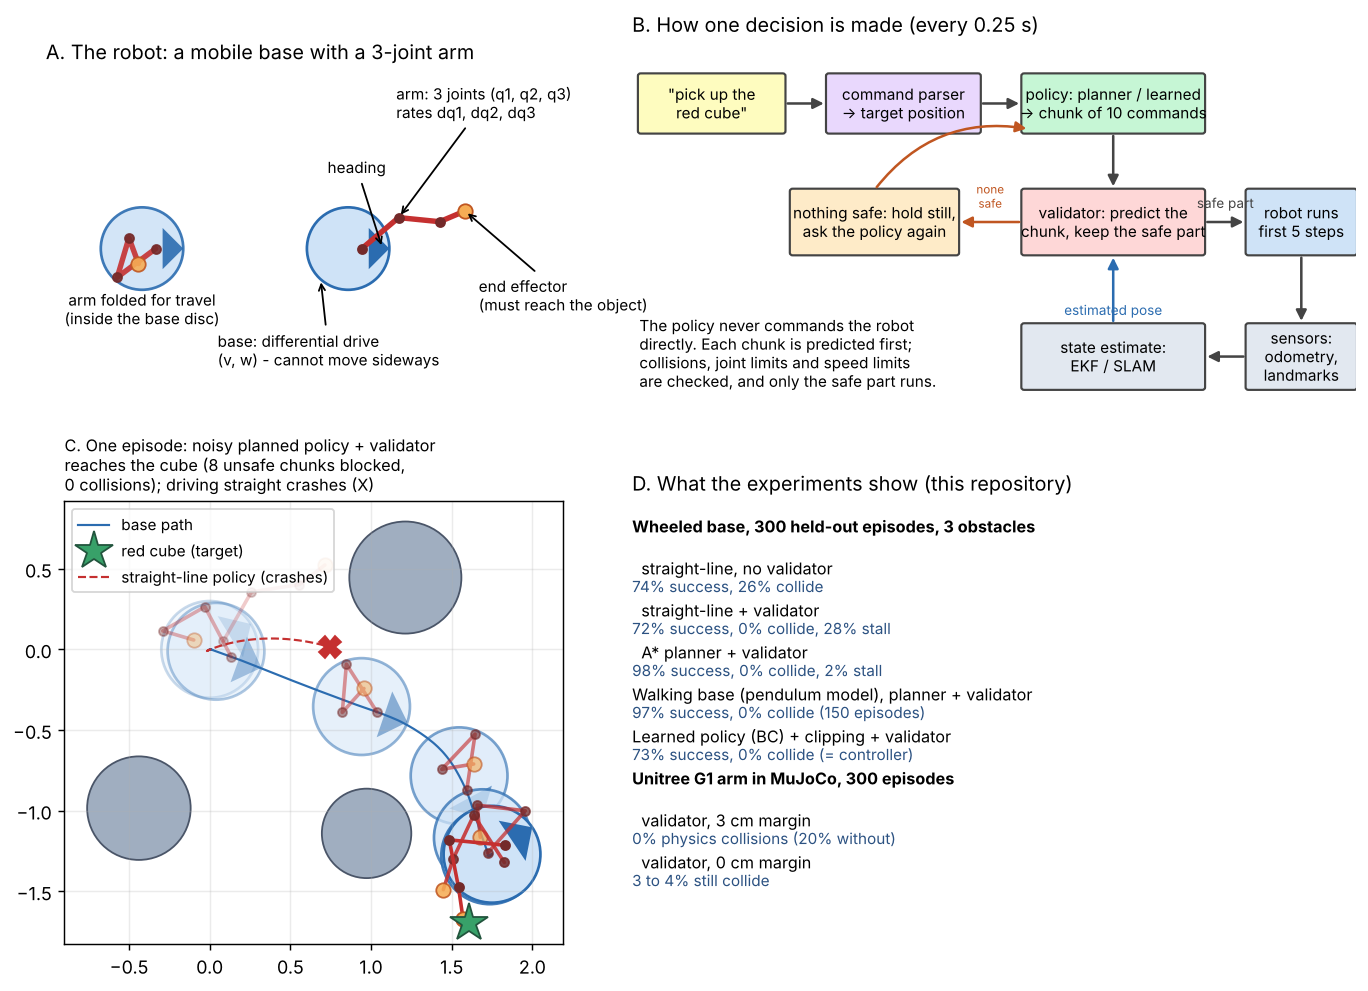 A. The robot: a mobile base with a 3-joint arm
arm: 3 joints (q1, q2, q3)
rates dq1, dq2, dq3
heading
arm folded for travel
(inside the base disc)
end effector
(must reach the object)
base: differential drive
(v, w) - cannot move sideways
B. How one decision is made (every 0.25 s)
"pick up the
red cube"
command parser
→ target position
policy: planner / learned
→ chunk of 10 commands
nothing safe: hold still,
ask the policy again
none
safe
validator: predict the
chunk, keep the safe part
safe part
robot runs
first 5 steps
estimated pose
state estimate:
EKF / SLAM
sensors:
odometry,
landmarks
The policy never commands the robot
directly. Each chunk is predicted first;
collisions, joint limits and speed limits
are checked, and only the safe part runs.
C. One episode: noisy planned policy + validator
reaches the cube (8 unsafe chunks blocked,
0 collisions); driving straight crashes (X)
base path
red cube (target)
straight-line policy (crashes)
0.5
0.0
−0.5
−1.0
−1.5
−0.5
0.0
0.5
1.0
1.5
2.0
D. What the experiments show (this repository)
Wheeled base, 300 held-out episodes, 3 obstacles
straight-line, no validator
74% success, 26% collide
straight-line + validator
72% success, 0% collide, 28% stall
A* planner + validator
98% success, 0% collide, 2% stall
Walking base (pendulum model), planner + validator
97% success, 0% collide (150 episodes)
Learned policy (BC) + clipping + validator
73% success, 0% collide (= controller)
Unitree G1 arm in MuJoCo, 300 episodes
validator, 3 cm margin
0% physics collisions (20% without)
validator, 0 cm margin
3 to 4% still collide